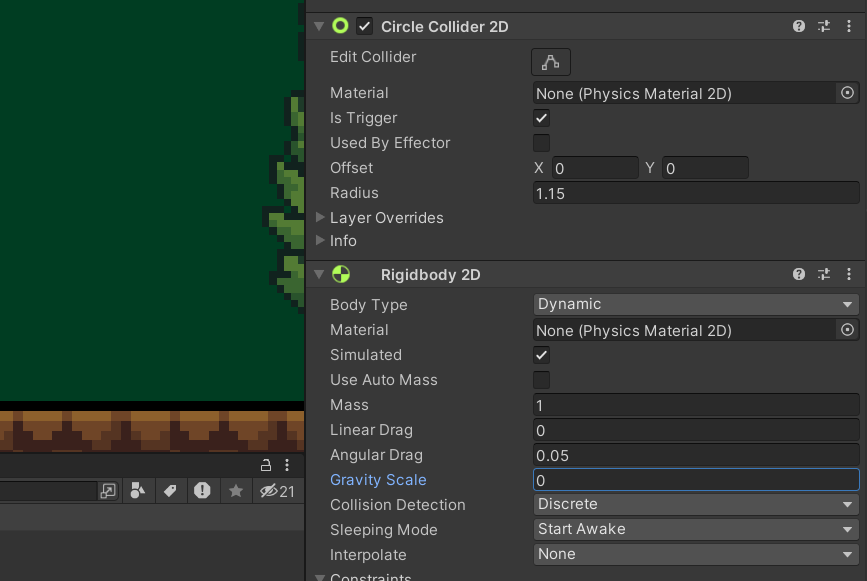 Circle Collider 2D
Edit Collider
Material None (Physics Material 2D)
Is Trigger
Used By Effector
Offset X 0 Y 0
Radius 1.15
Layer Overrides
Info
Rigidbody 2D
Body Type Dynamic
Material None (Physics Material 2D)
Simulated
Use Auto Mass
Mass 1
Linear Drag 0
Angular Drag 0.05
Gravity Scale 0
21
Collision Detection Discrete
Sleeping Mode Start Awake
Interpolate None
Constraints